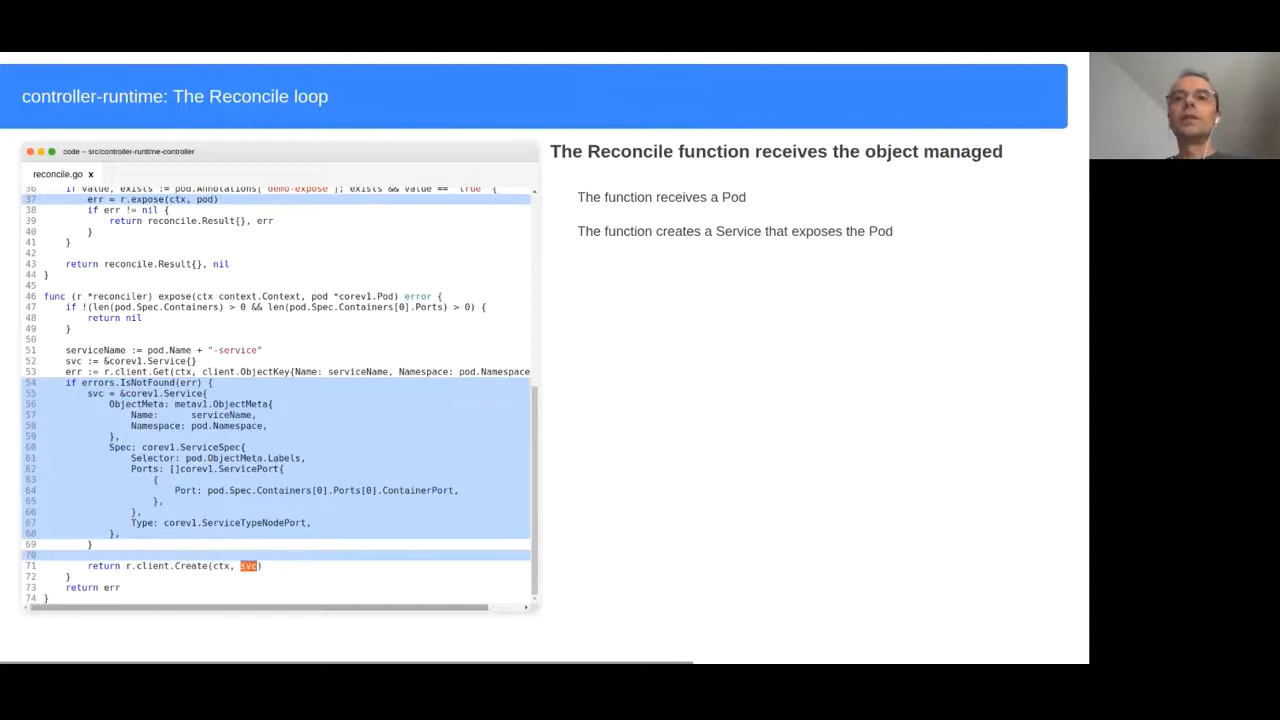 controller-runtime: The Reconcile loop
code – src/controller-runtime-controller
reconcile.go x
36 if value, exists := pod.Annotations["demo-expose"]; exists && value == "true" {
37 err = r.expose(ctx, pod)
38 if err != nil {
39 return reconcile.Result{}, err
40 }
41 }
42
43 return reconcile.Result{}, nil
44 }
45
46 func (r *reconciler) expose(ctx context.Context, pod *corev1.Pod) error {
47 if !(len(pod.Spec.Containers) > 0 && len(pod.Spec.Containers[0].Ports) > 0) {
48 return nil
49 }
50
51 serviceName := pod.Name + "-service"
52 svc := &corev1.Service{}
53 err := r.client.Get(ctx, client.ObjectKey{Name: serviceName, Namespace: pod.Namespace
54 if errors.IsNotFound(err) {
55 svc = &corev1.Service{
56 ObjectMeta: metav1.ObjectMeta{
57 Name: serviceName,
58 Namespace: pod.Namespace,
59 },
60 Spec: corev1.ServiceSpec{
61 Selector: pod.ObjectMeta.Labels,
62 Ports: []corev1.ServicePort{
63 {
64 Port: pod.Spec.Containers[0].Ports[0].ContainerPort,
65 },
66 },
67 Type: corev1.ServiceTypeNodePort,
68 },
69 }
70
71 return r.client.Create(ctx, svc)
72 }
73 return err
74 }
The Reconcile function receives the object managed
The function receives a Pod
The function creates a Service that exposes the Pod